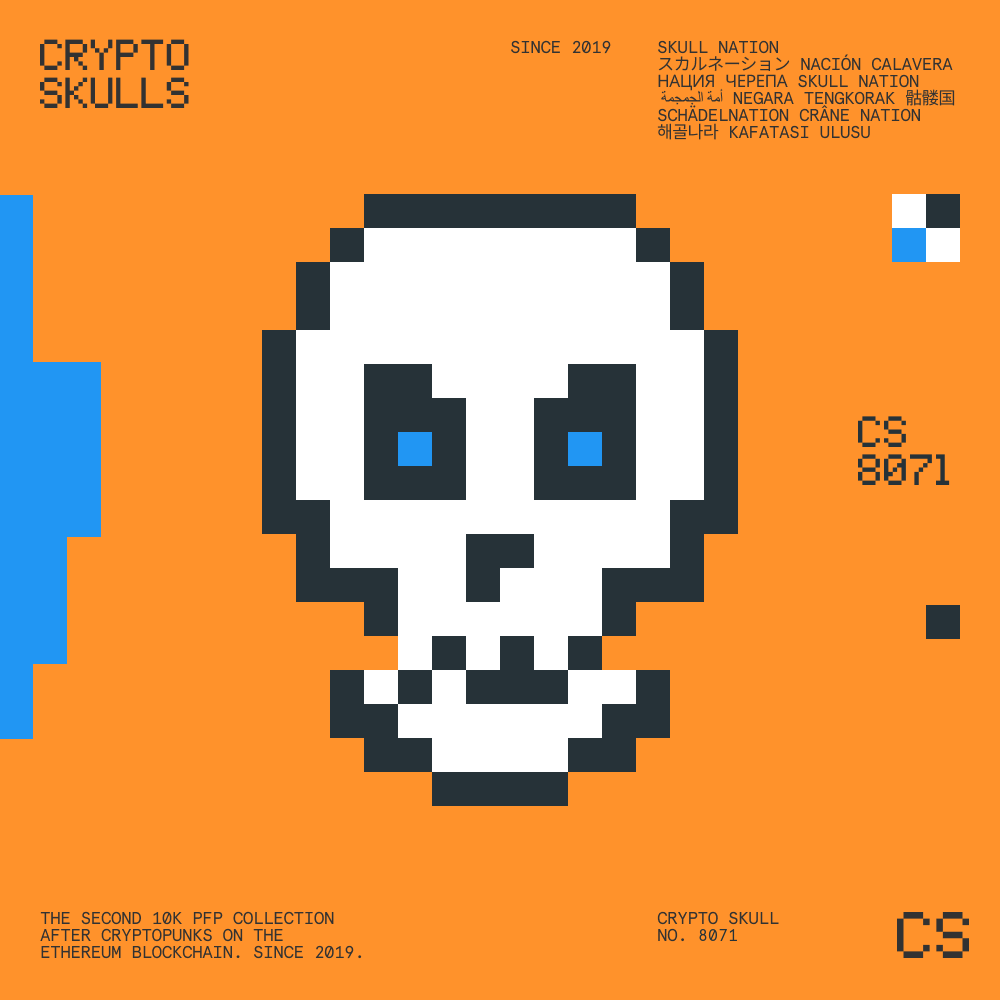 CRYPTO
SKULLS
SINCE 2019
SKULL NATION
スカルネーション NACIÓN CALAVERA
НАЦИЯ ЧЕРЕПА SKULL NATION
أمة الجمجمة NEGARA TENGKORAK 骷髅国
SCHÄDELNATION CRÂNE NATION
해골나라 KAFATASI ULUSU
CS
8071
THE SECOND 10K PFP COLLECTION
AFTER CRYPTOPUNKS ON THE
ETHEREUM BLOCKCHAIN. SINCE 2019.
CRYPTO SKULL
NO. 8071
CS